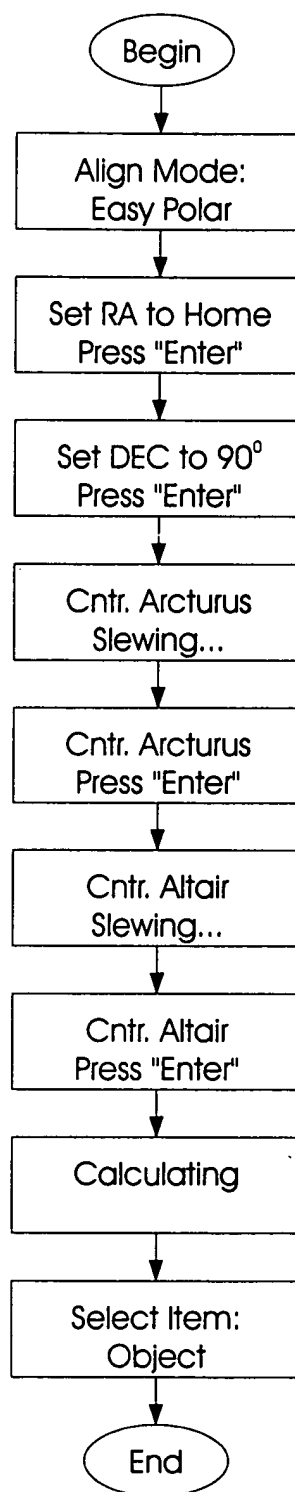 Begin
Align Mode:
Easy Polar
Set RA to Home
Press "Enter"
Set DEC to 90⁰
Press "Enter"
Cntr. Arcturus
Slewing...
Cntr. Arcturus
Press "Enter"
Cntr. Altair
Slewing...
Cntr. Altair
Press "Enter"
Calculating
Select Item:
Object
End